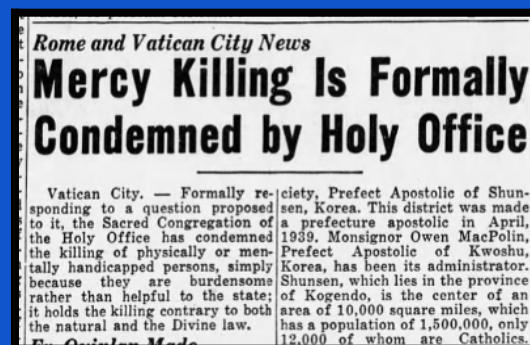 Rome and Vatican City News
Mercy Killing Is Formally
Condemned by Holy Office
Vatican City. — Formally re-
sponding to a question proposed
to it, the Sacred Congregation of
the Holy Office has condemned
the killing of physically or men-
tally handicapped persons, simply
because they are burdensome
rather than helpful to the state;
it holds the killing contrary to both
the natural and the Divine law.
Quinlan Made
ciety, Prefect Apostolic of Shun-
sen, Korea. This district was made
a prefecture apostolic in April,
1939. Monsignor Owen MacPolin,
Prefect Apostolic of Kwoshu,
Korea, has been its administrator.
Shunsen, which lies in the province
of Kogendo, is the center of an
area of 10,000 square miles, which
has a population of 1,500,000, only
12,000 of whom are Catholics.